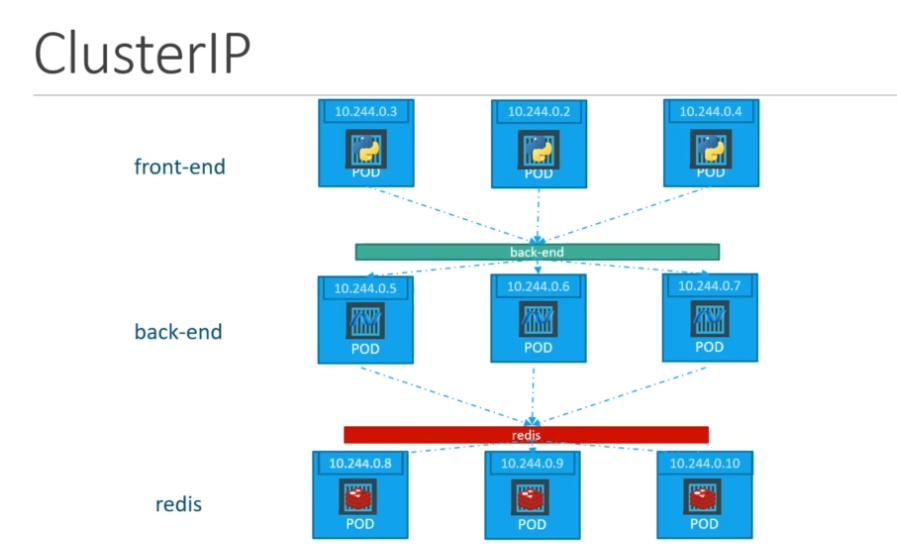 ClusterIP
10.244.0.3
10.244.0.2
10.244.0.4
front-end
POD
POD
POD
back-end
10.244.0.5
10.244.0.6
10.244.0.7
back-end
POD
POD
POD
redis
10.244.0.8
10.244.0.9
10.244.0.10
redis
POD
POD
POD